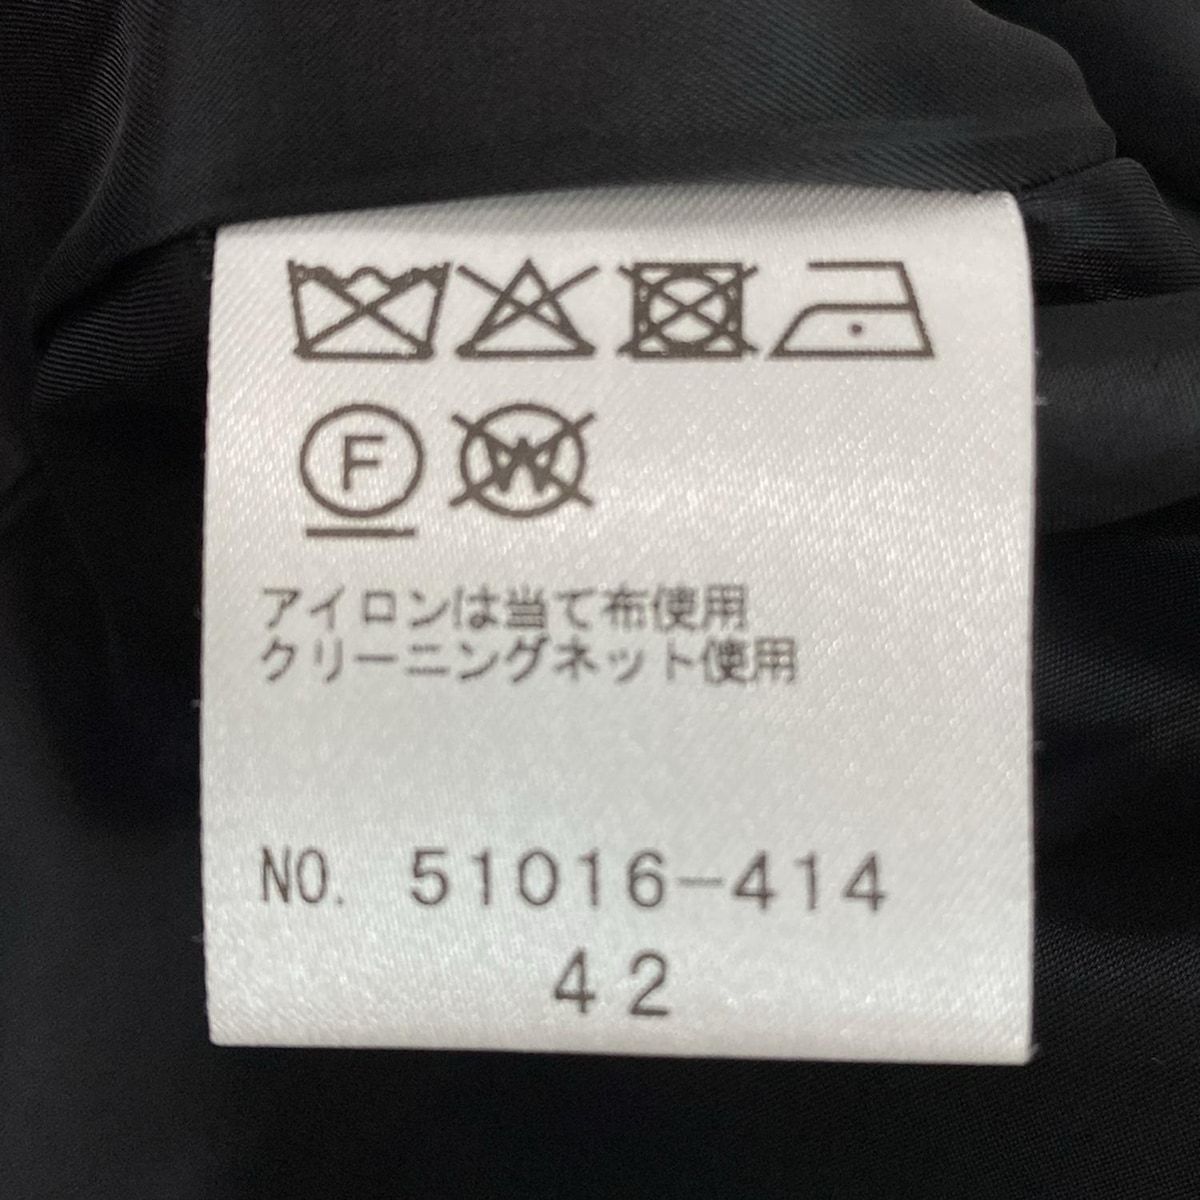 F W
アイロンは当て布使用
クリーニングネット使用
NO. 51016-414
42